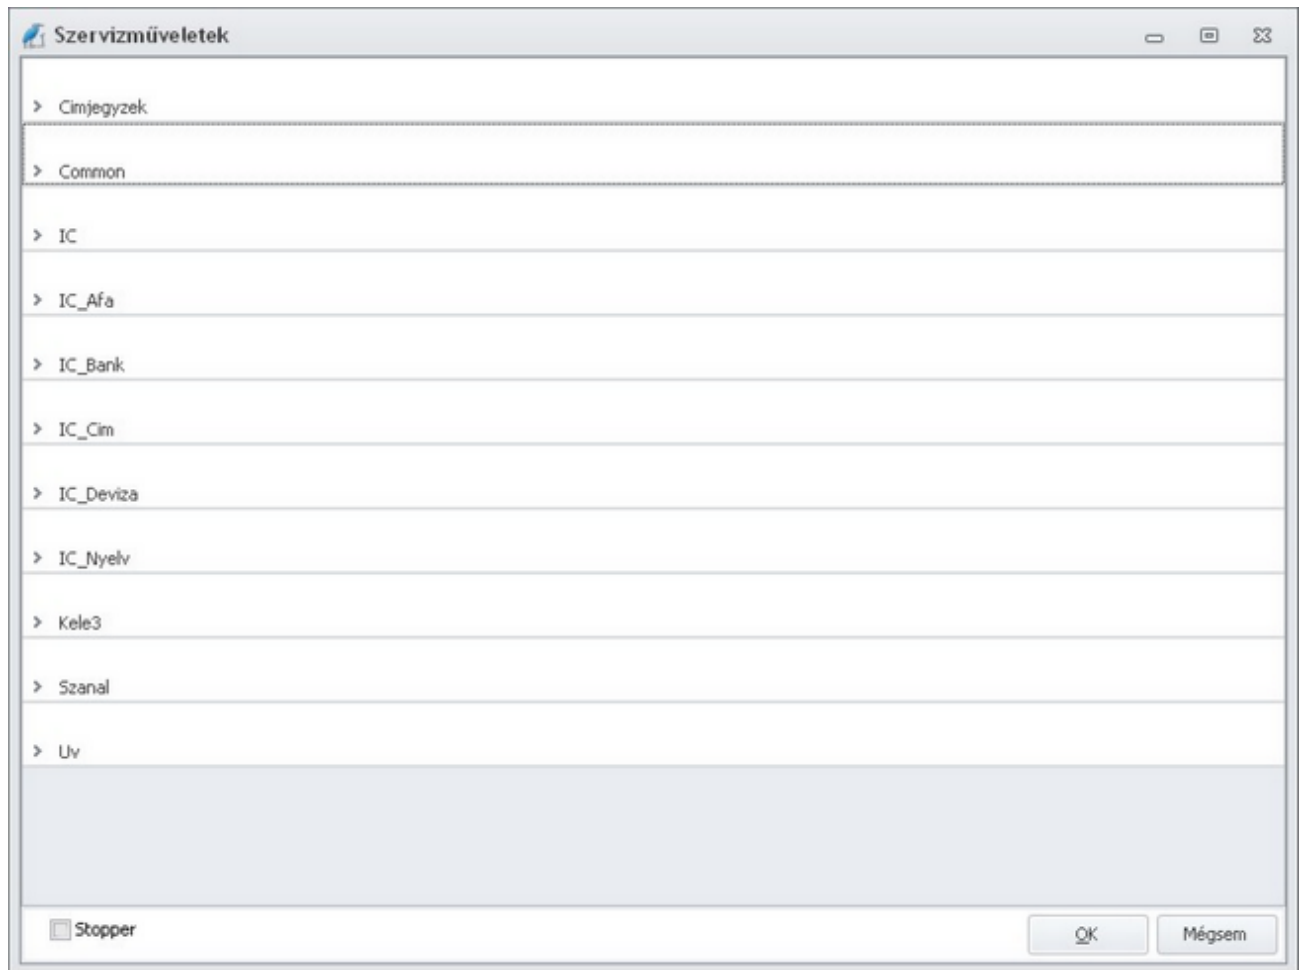 Szervizműveletek
Cimjegyzek
Common
IC
IC_Afa
IC_Bank
IC_Cim
IC_Deviza
IC_Nyelv
Kele3
Szanal
Uv
Stopper
OK
Mégsem